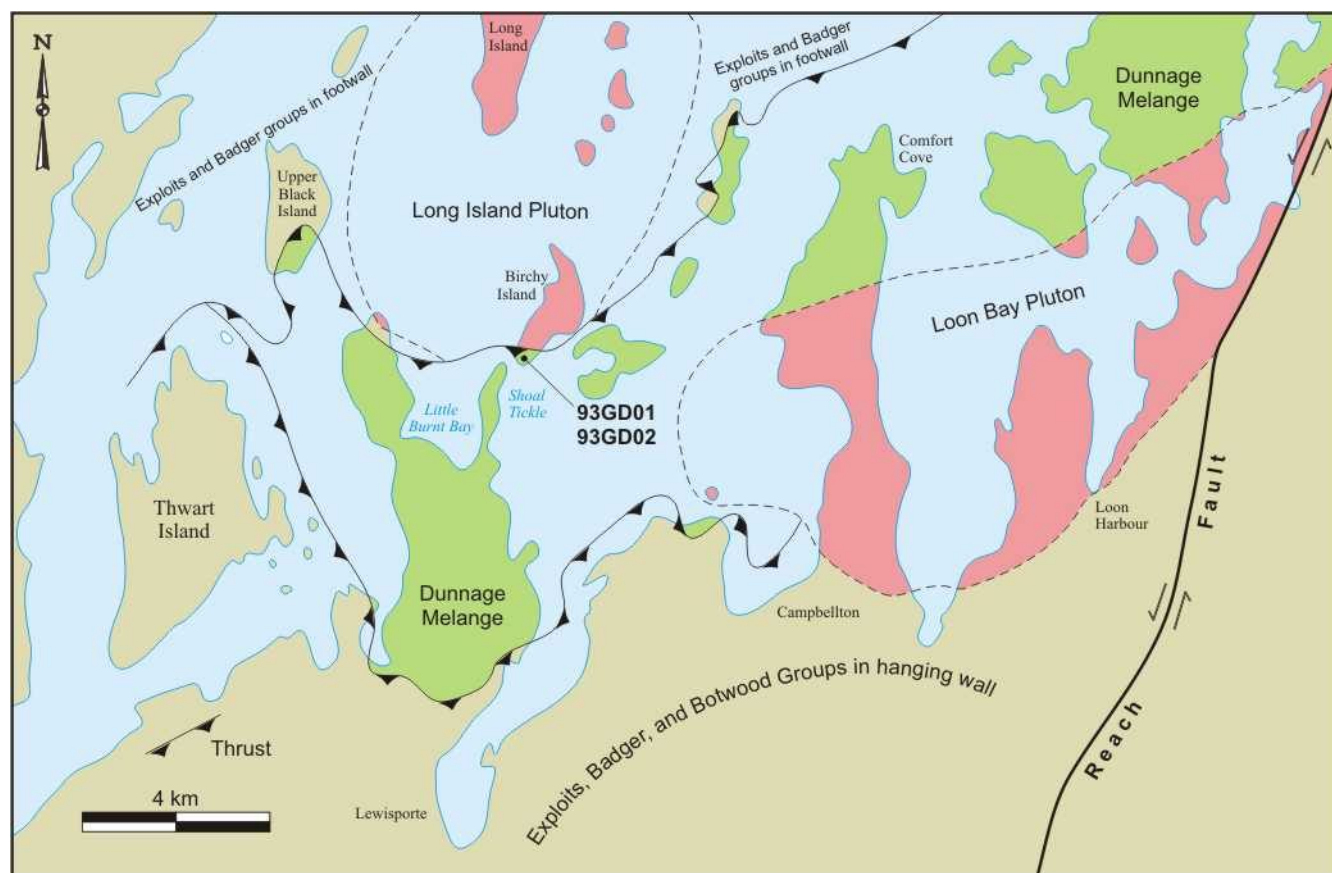 N
Long
Island
Exploits and Badger groups in footwall
Exploits and Badger
groups in footwall
Dunnage
Melange
Comfort
Cove
Upper
Black
Island
Long Island Pluton
Birchy
Island
Loon Bay Pluton
Little
Burnt Bay
Shoal
Tickle
93GD01
93GD02
Thwart
Island
Loon
Harbour
Fault
Dunnage
Melange
Campbellton
Exploits, Badger, and Botwood Groups in hanging wall
Reach
Thrust
4 km
Lewisporte